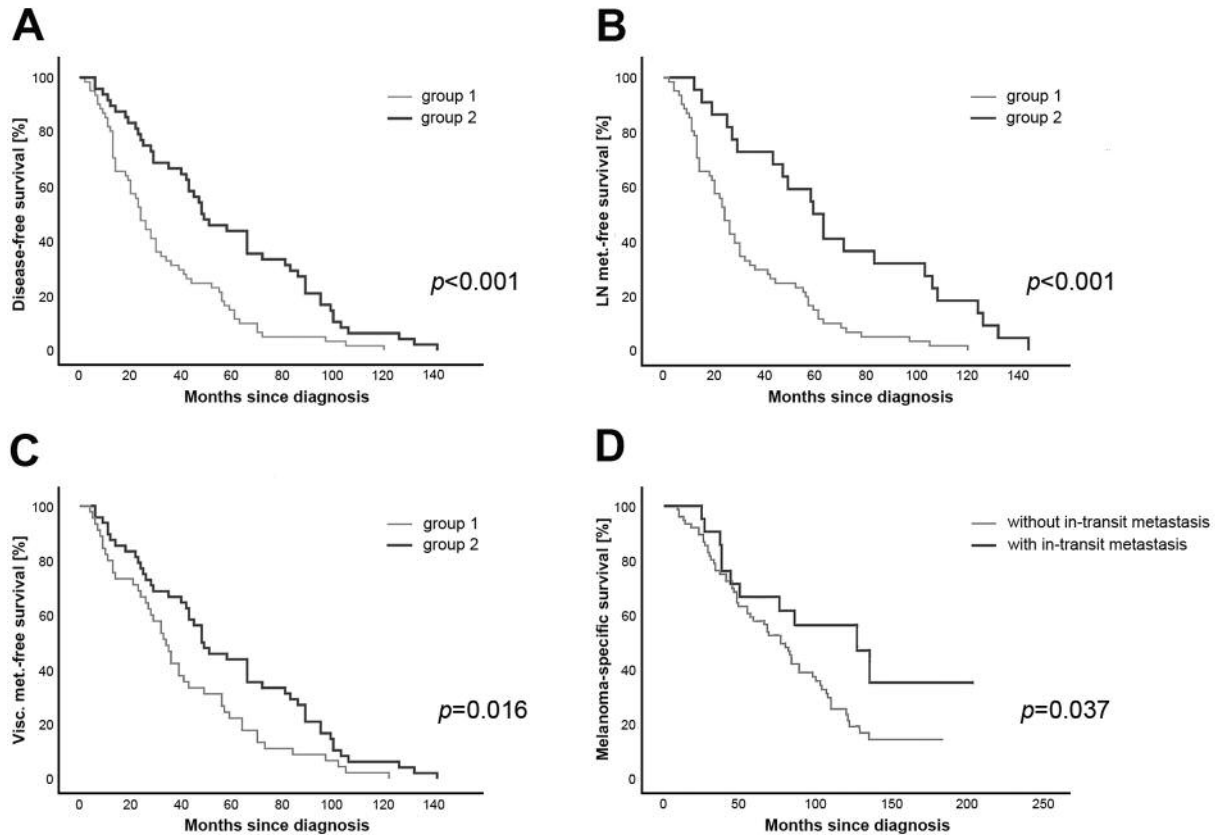 A
Disease-free survival [%]
100
80
60
40
20
0
group 1
group 2
p<0.001
0 20 40 60 80 100 120 140
Months since diagnosis
B
LN met.-free survival [%]
100
80
60
40
20
0
group 1
group 2
p<0.001
0 20 40 60 80 100 120 140
Months since diagnosis
C
Visc. met.-free survival [%]
100
80
60
40
20
0
group 1
group 2
p=0.016
0 20 40 60 80 100 120 140
Months since diagnosis
D
Melanoma-specific survival [%]
100
80
60
40
20
0
without in-transit metastasis
with in-transit metastasis
p=0.037
0 50 100 150 200 250
Months since diagnosis